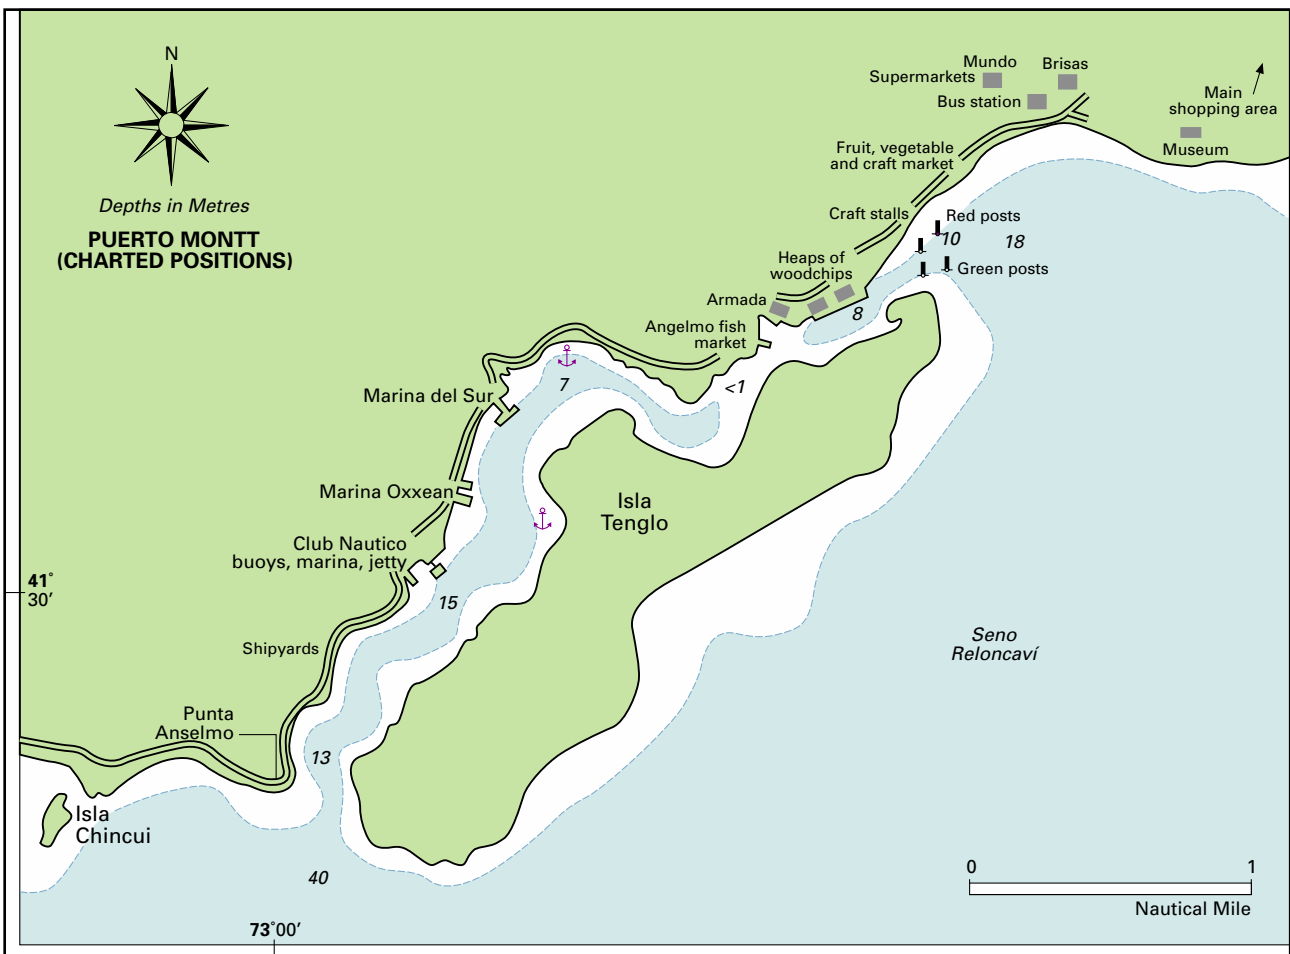 N
Depths in Metres
PUERTO MONTT
(CHARTED POSITIONS)
Mundo
Supermarkets
Brisas
Bus station
Main
shopping area
Museum
Fruit, vegetable
and craft market
Craft stalls
Red posts
10
18
Green posts
Heaps of
woodchips
Armada
8
Angelmo fish
market
<1
7
Marina del Sur
Marina Oxxean
Isla
Tenglo
Club Nautico
buoys, marina, jetty
41°
30’
15
Seno
Reloncaví
Shipyards
Punta
Anselmo
13
Isla
Chincui
40
0
1
Nautical Mile
73°00’